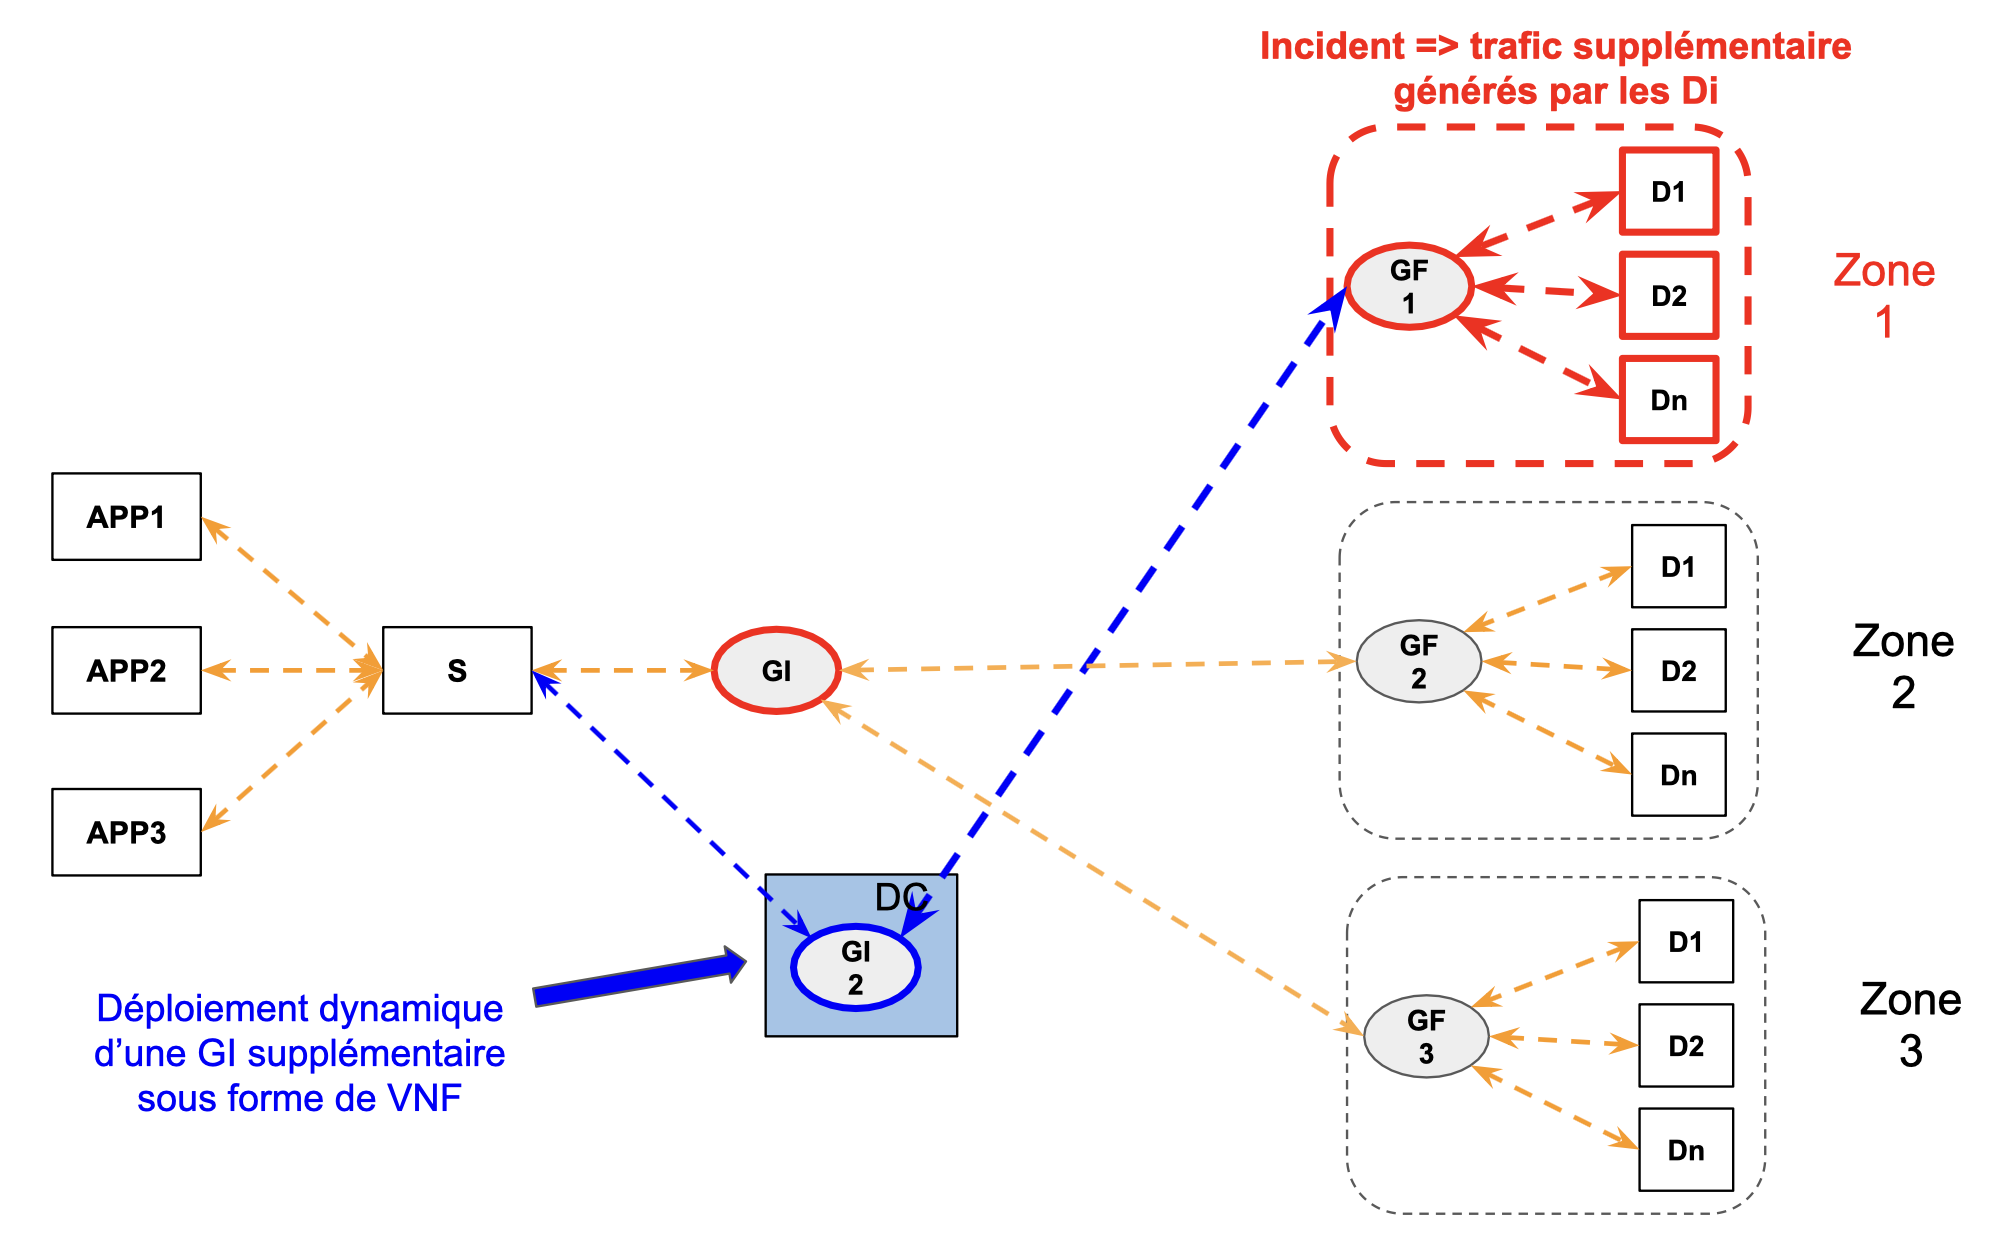 Incident => trafic supplémentaire
générés par les Di
D1
GF
1
D2
Dn
Zone
1
APP1
APP2
APP3
S
GI
D1
GF
2
D2
Dn
Zone
2
DC
GI
2
Déploiement dynamique
d’une GI supplémentaire
sous forme de VNF
D1
GF
3
D2
Dn
Zone
3